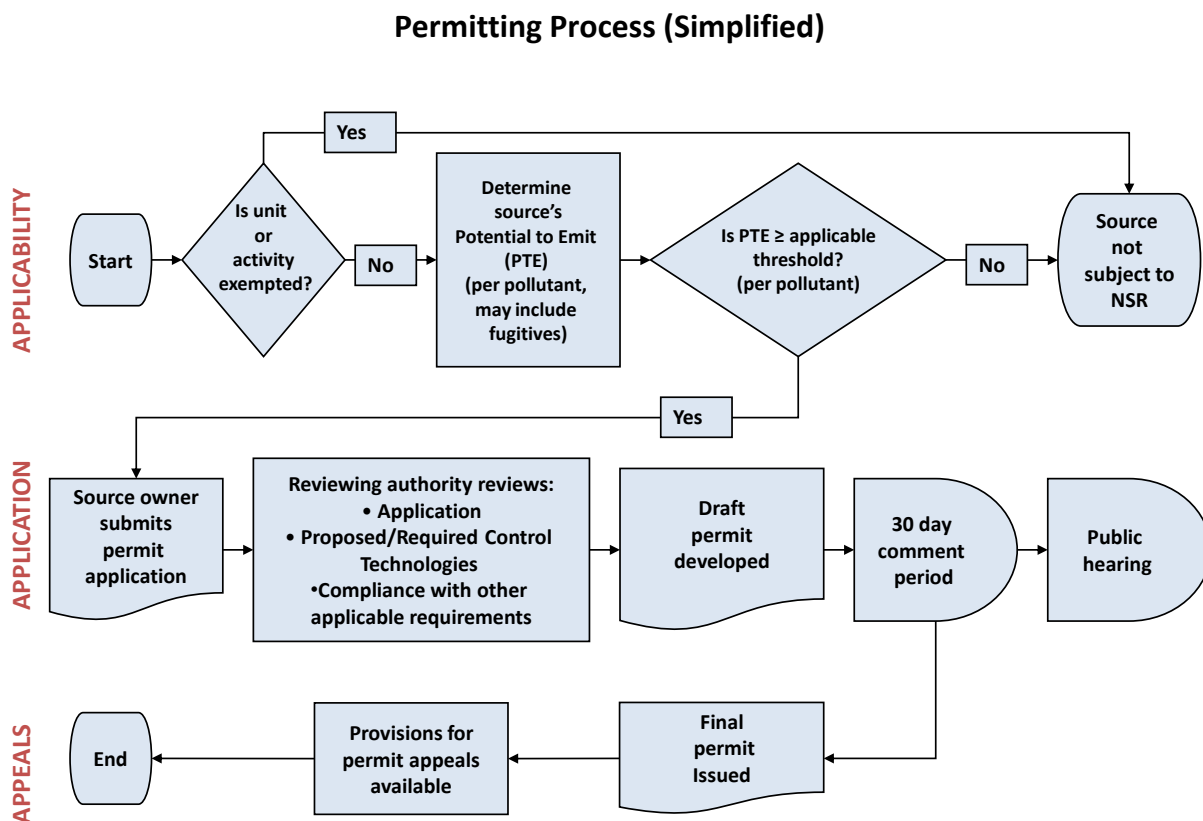 Permitting Process (Simplified)
APPLICABILITY
Start
Is unit
or
activity
exempted?
Yes
No
Determine
source's
Potential to Emit
(PTE)
(per pollutant,
may include
fugitives)
Is PTE ≥ applicable
threshold?
(per pollutant)
No
Source
not
subject to
NSR
Yes
APPLICATION
Source owner
submits
permit
application
Reviewing authority reviews:
• Application
• Proposed/Required Control
Technologies
•Compliance with other
applicable requirements
Draft
permit
developed
30 day
comment
period
Public
hearing
APPEALS
End
Provisions for
permit appeals
available
Final
permit
Issued